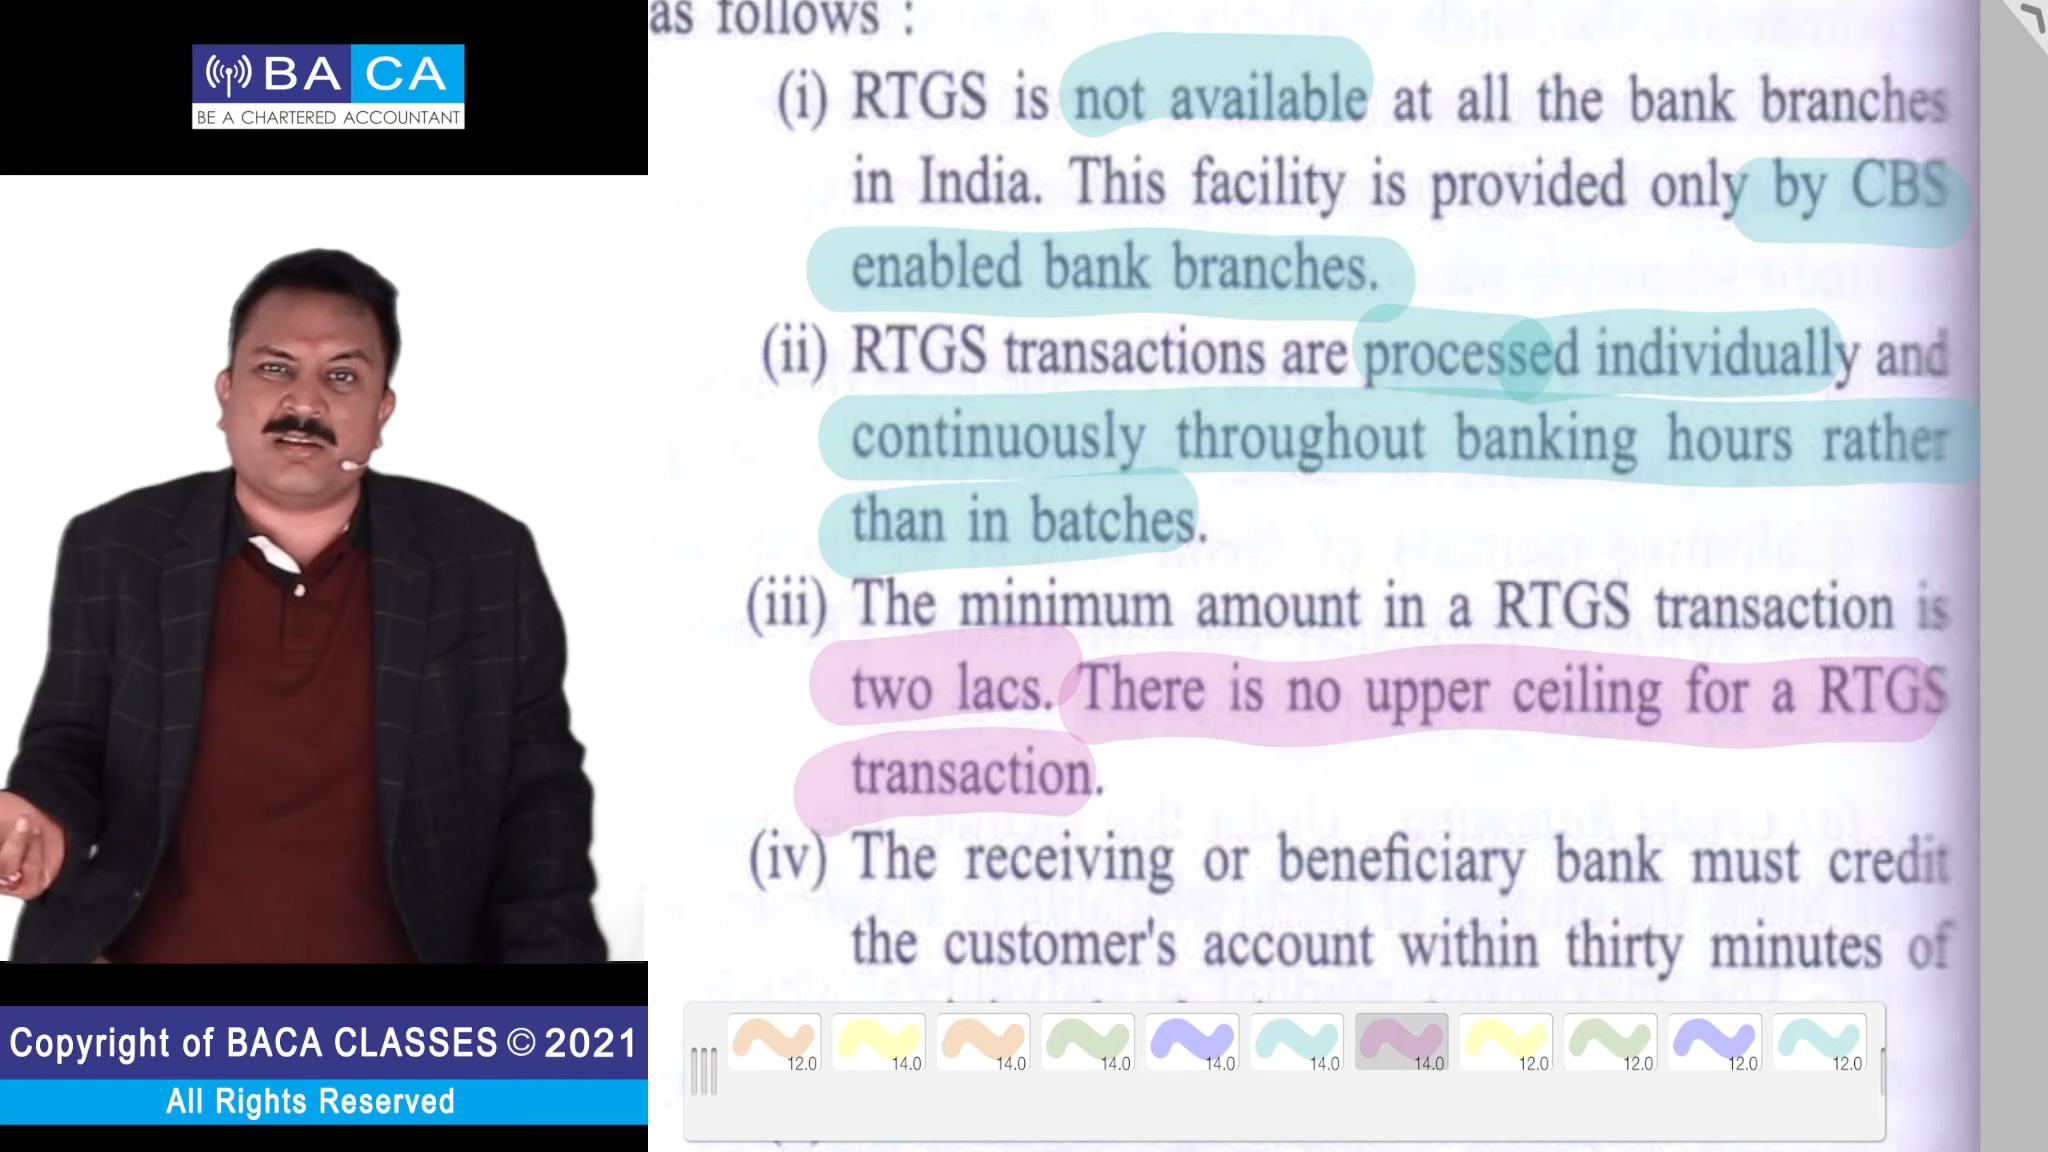 BA CA
BE A CHARTERED ACCOUNTANT
as follows :
(i) RTGS is not available at all the bank branches
in India. This facility is provided only by CBS
enabled bank branches.
(ii) RTGS transactions are processed individually and
continuously throughout banking hours rather
than in batches.
(iii) The minimum amount in a RTGS transaction is
two lacs. There is no upper ceiling for a RTGS
transaction.
(iv) The receiving or beneficiary bank must credit
the customer's account within thirty minutes of
12.0 14.0 14.0 14.0 14.0 14.0 14.0 12.0 12.0 12.0 12.0
Copyright of BACA CLASSES © 2021
All Rights Reserved